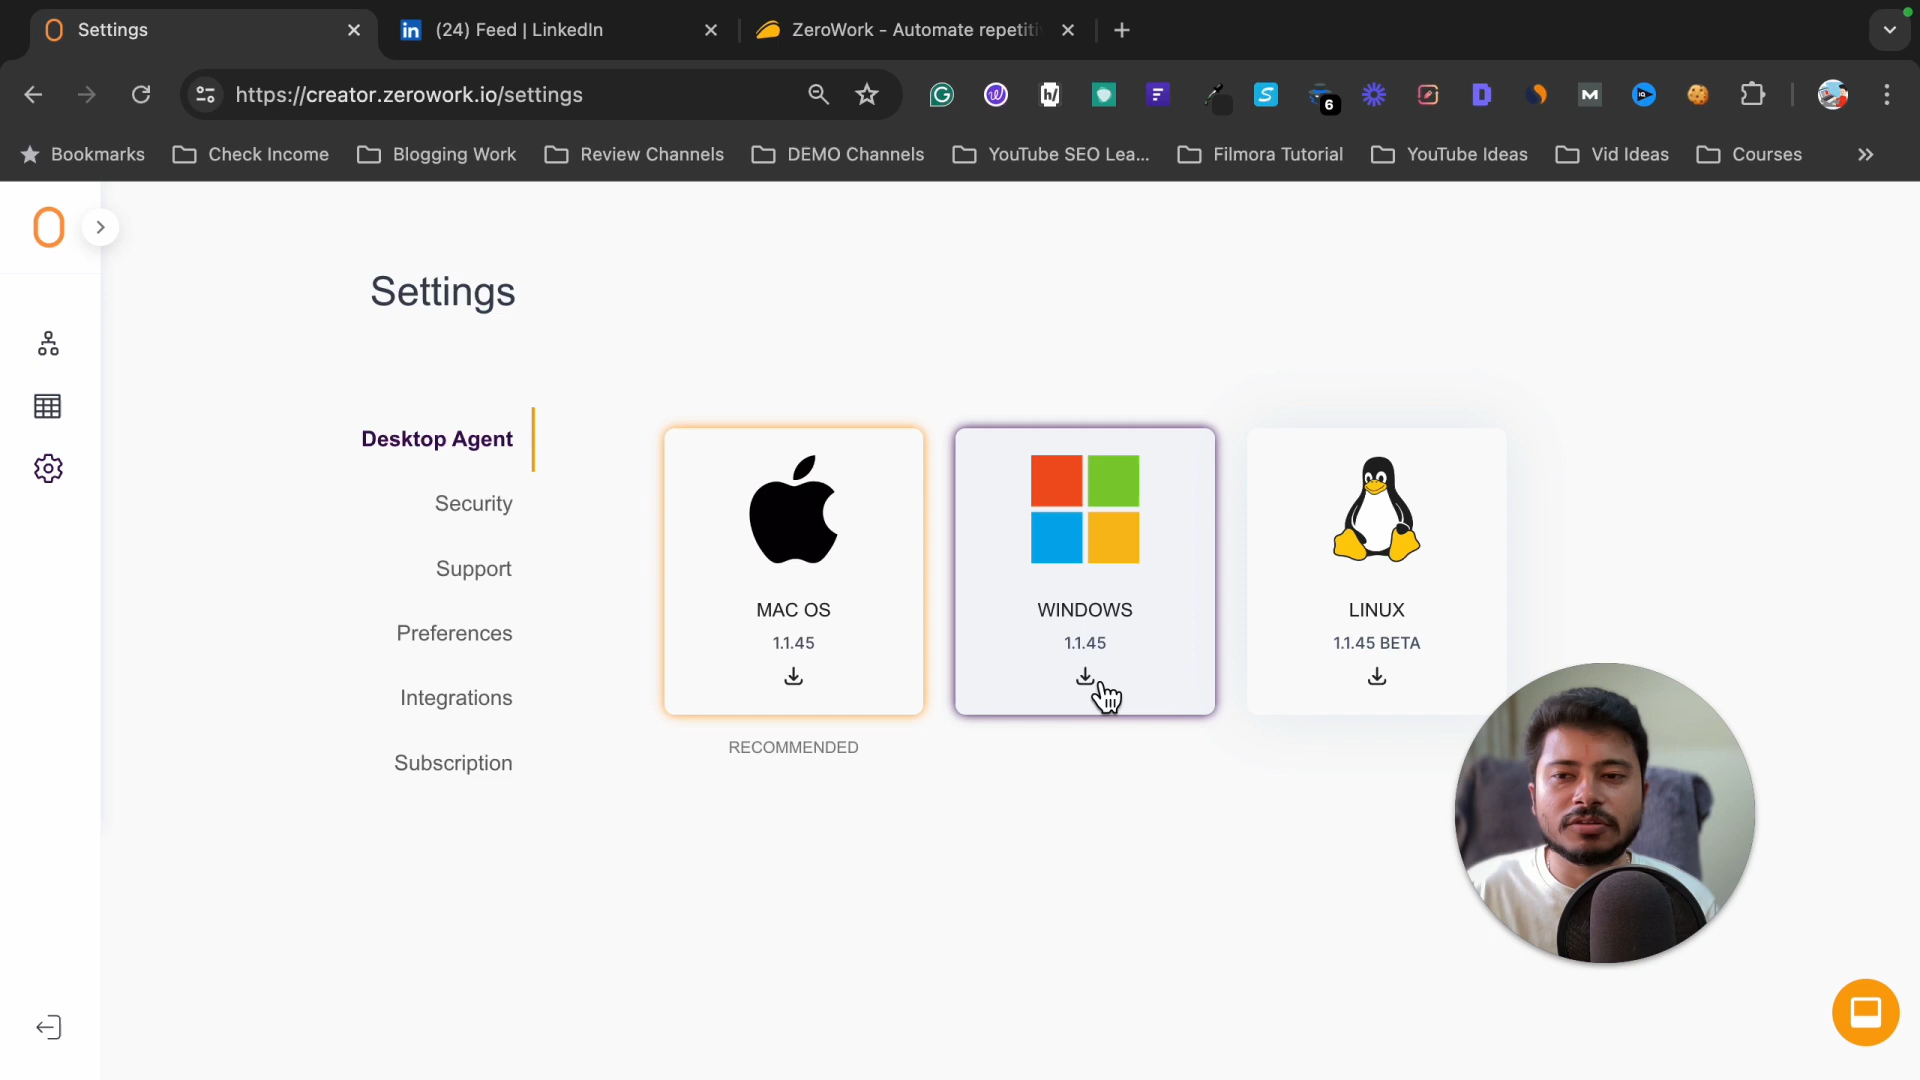 Settings
(24) Feed | LinkedIn
ZeroWork - Automate repetiti
https://creator.zerowork.io/settings
6
Bookmarks
Check Income
Blogging Work
Review Channels
DEMO Channels
YouTube SEO Lea...
Filmora Tutorial
YouTube Ideas
Vid Ideas
Courses
Settings
Desktop Agent
Security
Support
Preferences
Integrations
Subscription
MAC OS
1.1.45
RECOMMENDED
WINDOWS
1.1.45
LINUX
1.1.45 BETA